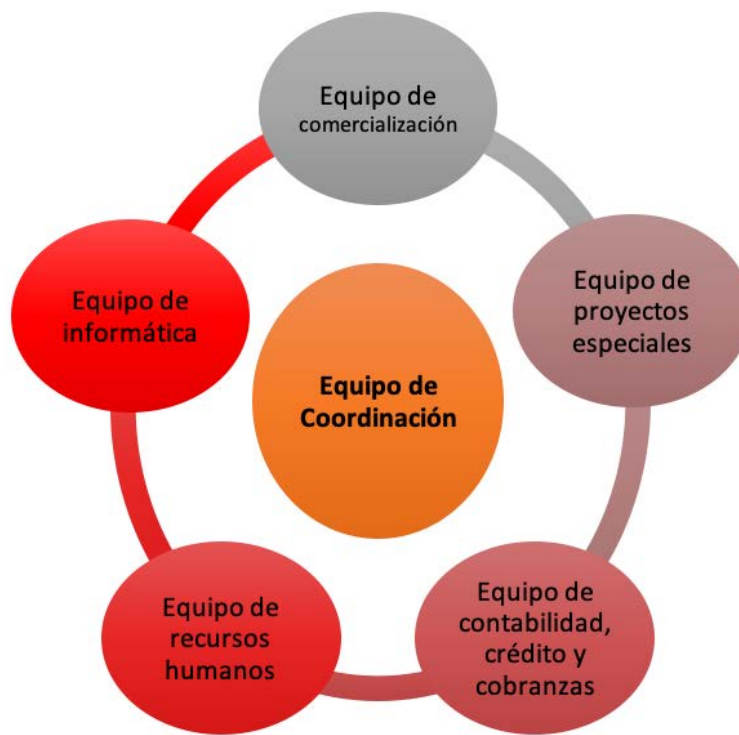 Equipo de
comercialización
Equipo de
proyectos
especiales
Equipo de
contabilidad,
crédito y
cobranzas
Equipo de
recursos
humanos
Equipo de
informática
Equipo de
Coordinación